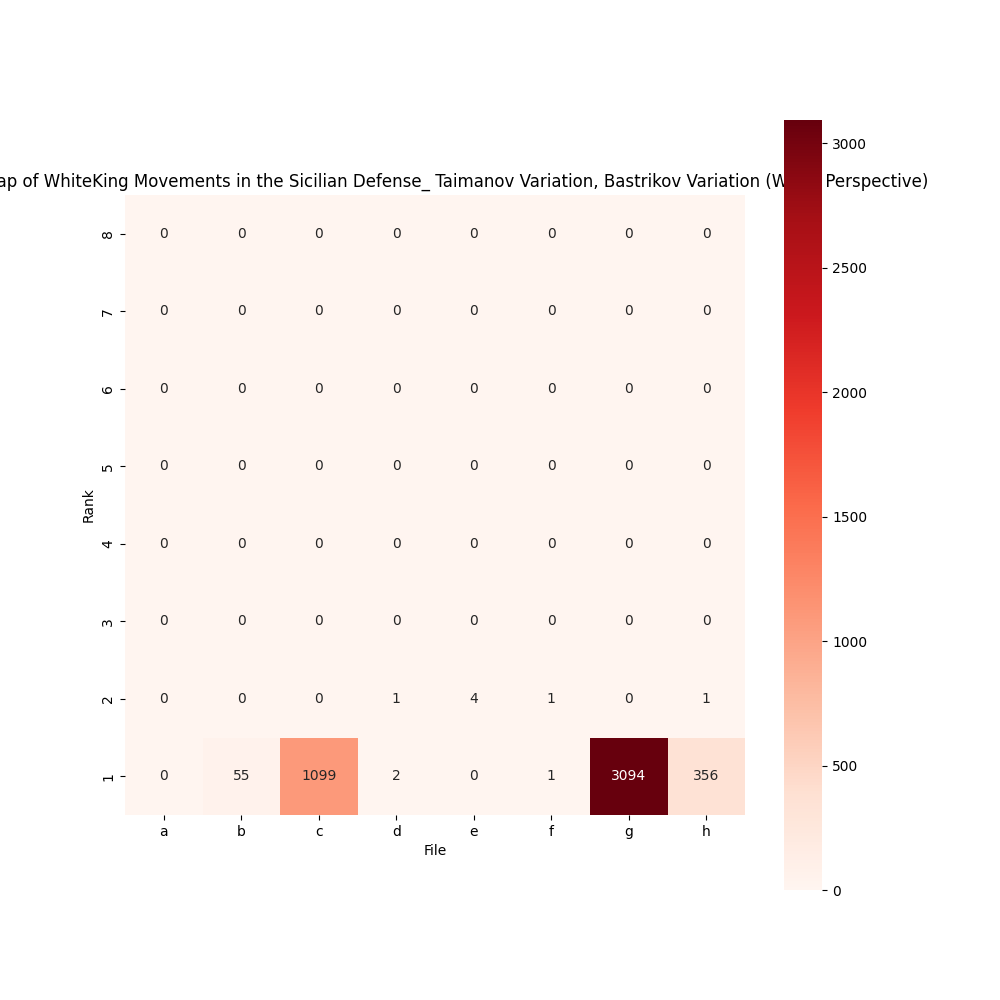 ap of WhiteKing Movements in the Sicilian Defense_ Taimanov Variation, Bastrikov Variation (W Perspective)
3000
2500
2000
1500
1000
500
0
Rank
8 0 0 0 0 0 0 0 0
7 0 0 0 0 0 0 0 0
6 0 0 0 0 0 0 0 0
5 0 0 0 0 0 0 0 0
4 0 0 0 0 0 0 0 0
3 0 0 0 0 0 0 0 0
2 0 0 0 1 4 1 0 1
1 0 55 1099 2 0 1 3094 356
a b c d e f g h
File